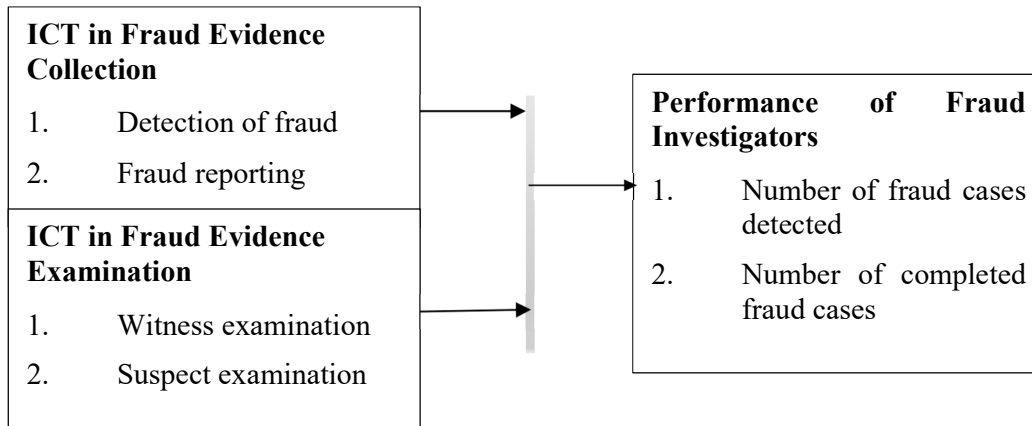 ICT in Fraud Evidence
Collection
1. Detection of fraud
2. Fraud reporting
ICT in Fraud Evidence
Examination
1. Witness examination
2. Suspect examination
Performance of Fraud
Investigators
1. Number of fraud cases
detected
2. Number of completed
fraud cases